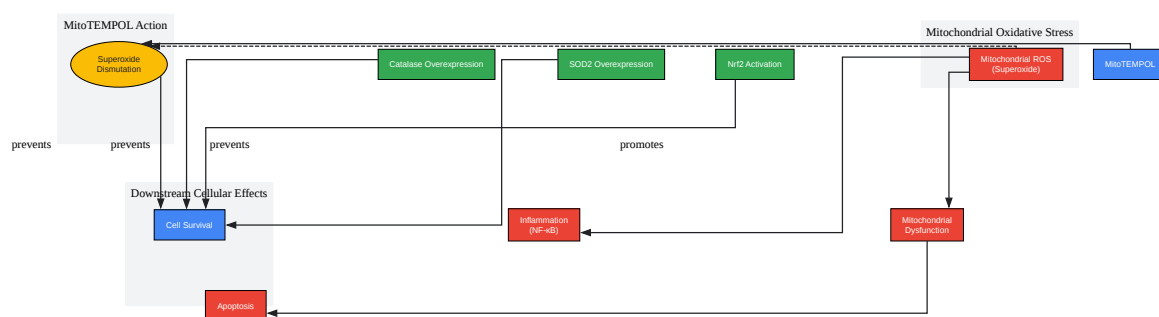 MitoTEMPOL Action
Mitochondrial Oxidative Stress
Superoxide
Dismutation
Catalase Overexpression
SOD2 Overexpression
Nrf2 Activation
Mitochondrial ROS
(Superoxide)
MitoTEMPOL
prevents
prevents
prevents
promotes
Downstream Cellular Effects
Cell Survival
Inflammation
(NF-κB)
Mitochondrial
Dysfunction
Apoptosis